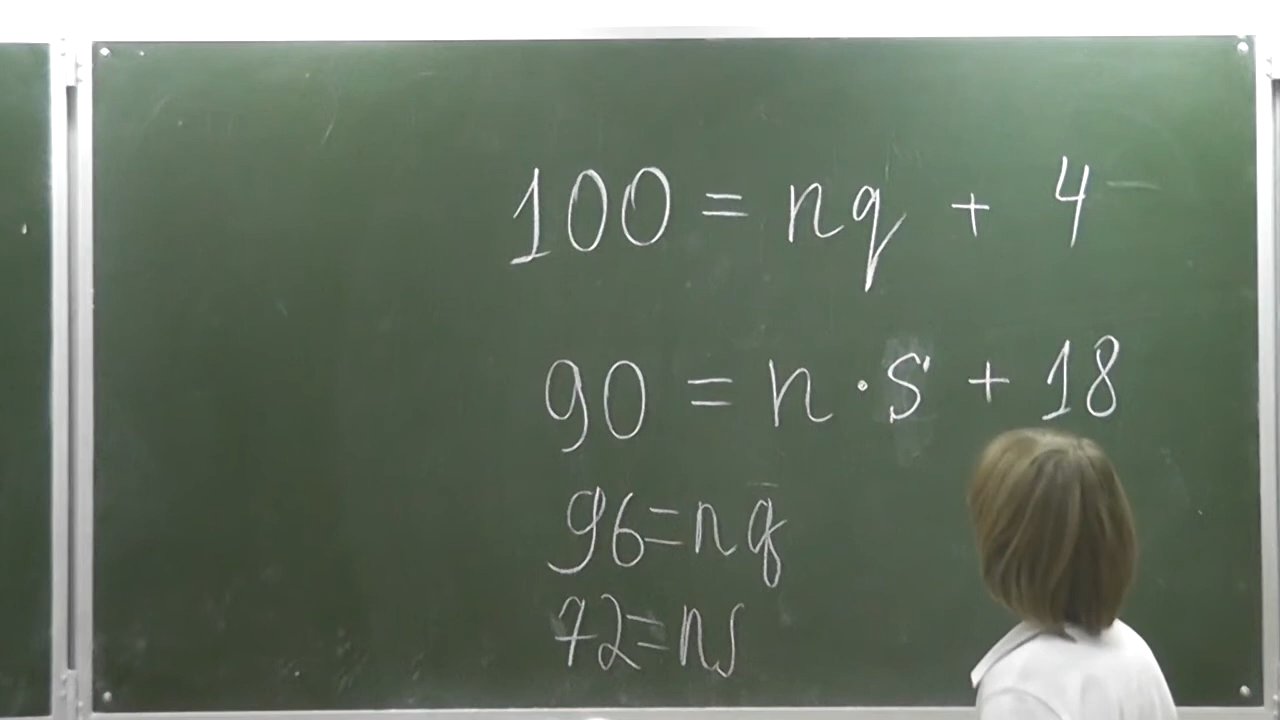 100 = nq + 4
90 = n · s + 18
96=nq
72=ns